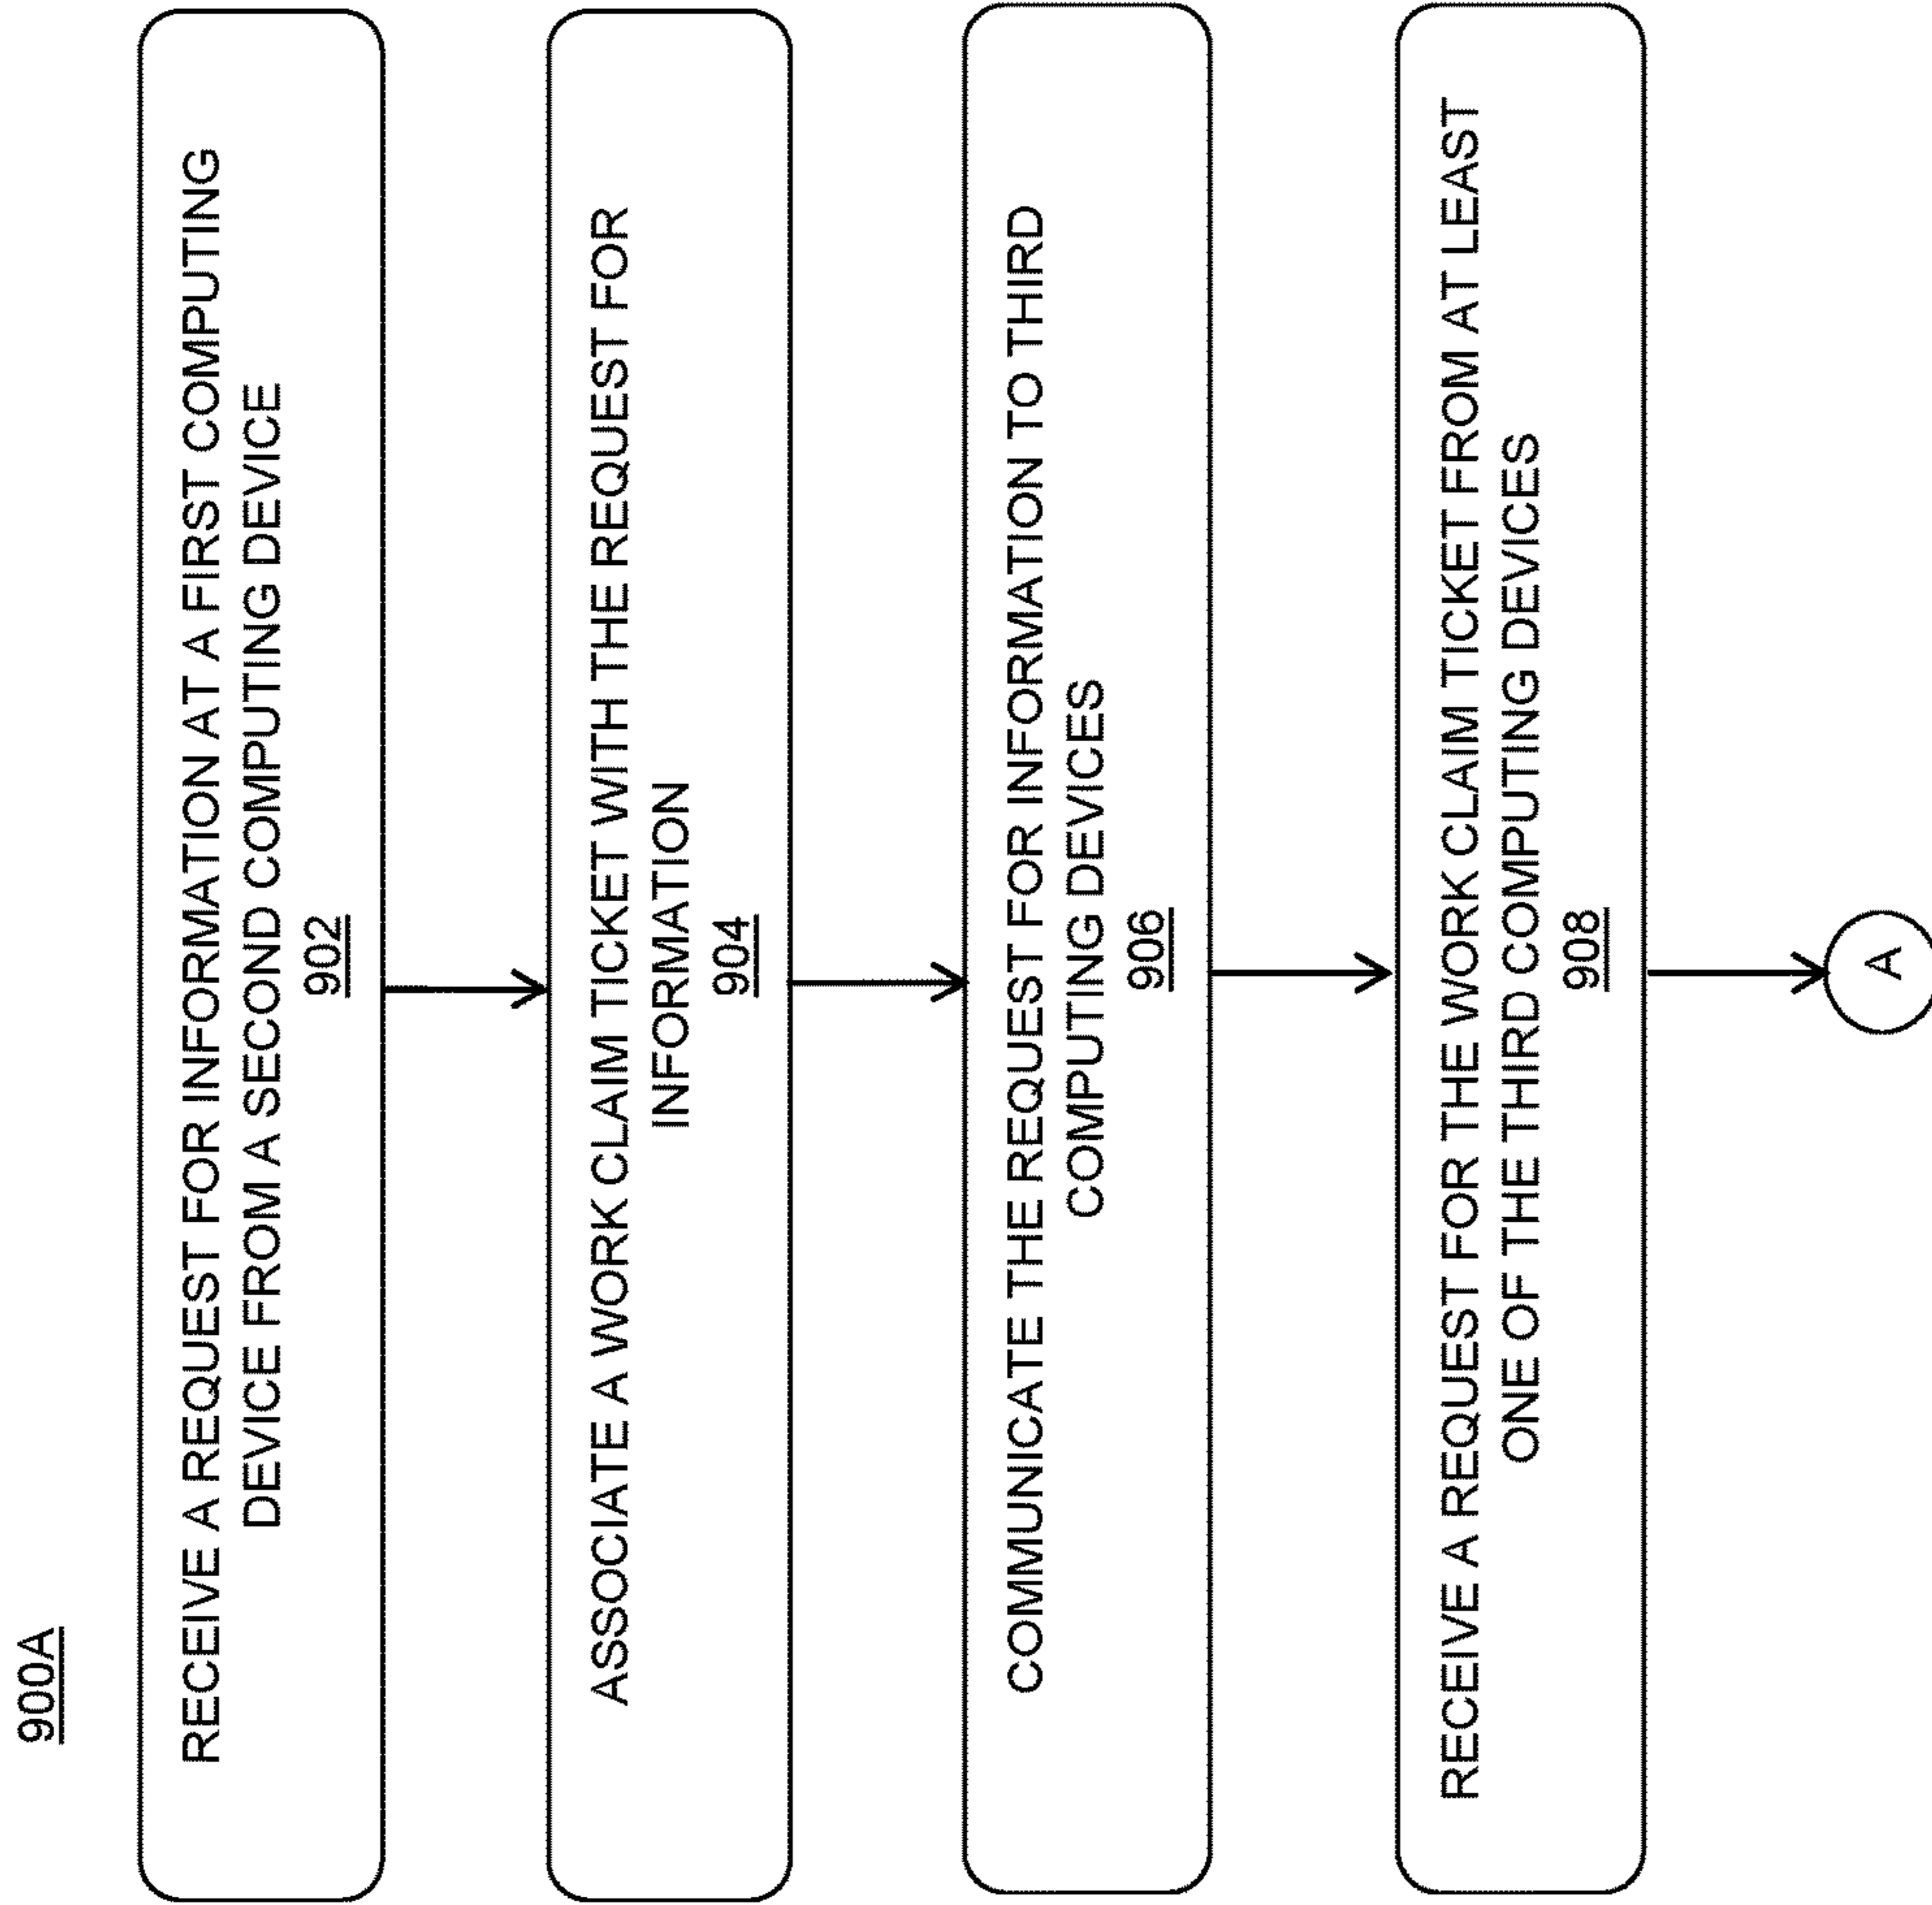 900A
RECEIVE A REQUEST FOR INFORMATION AT A FIRST COMPUTING
DEVICE FROM A SECOND COMPUTING DEVICE
902
ASSOCIATE A WORK CLAIM TICKET WITH THE REQUEST FOR
INFORMATION
904
COMMUNICATE THE REQUEST FOR INFORMATION TO THIRD
COMPUTING DEVICES
906
RECEIVE A REQUEST FOR THE WORK CLAIM TICKET FROM AT LEAST
ONE OF THE THIRD COMPUTING DEVICES
908
A